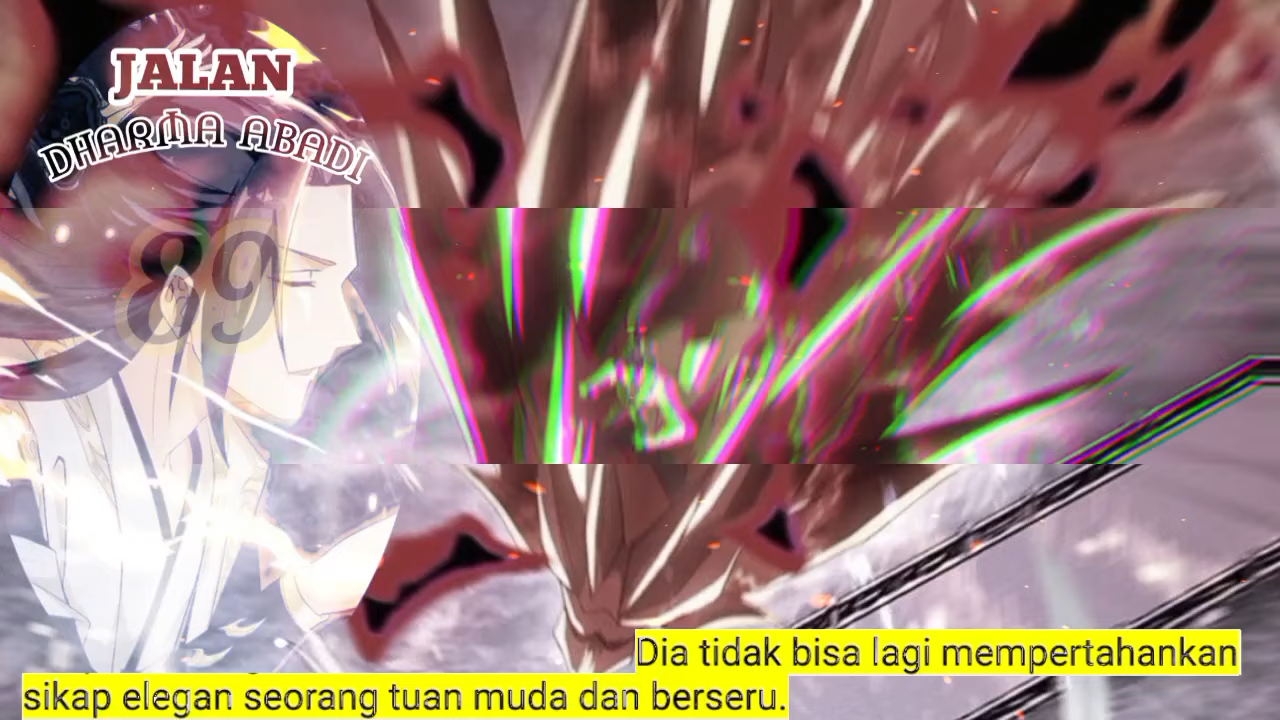 JALAN
DHARMA ABADI
89
Dia tidak bisa lagi mempertahankan
sikap elegan seorang tuan muda dan berseru.